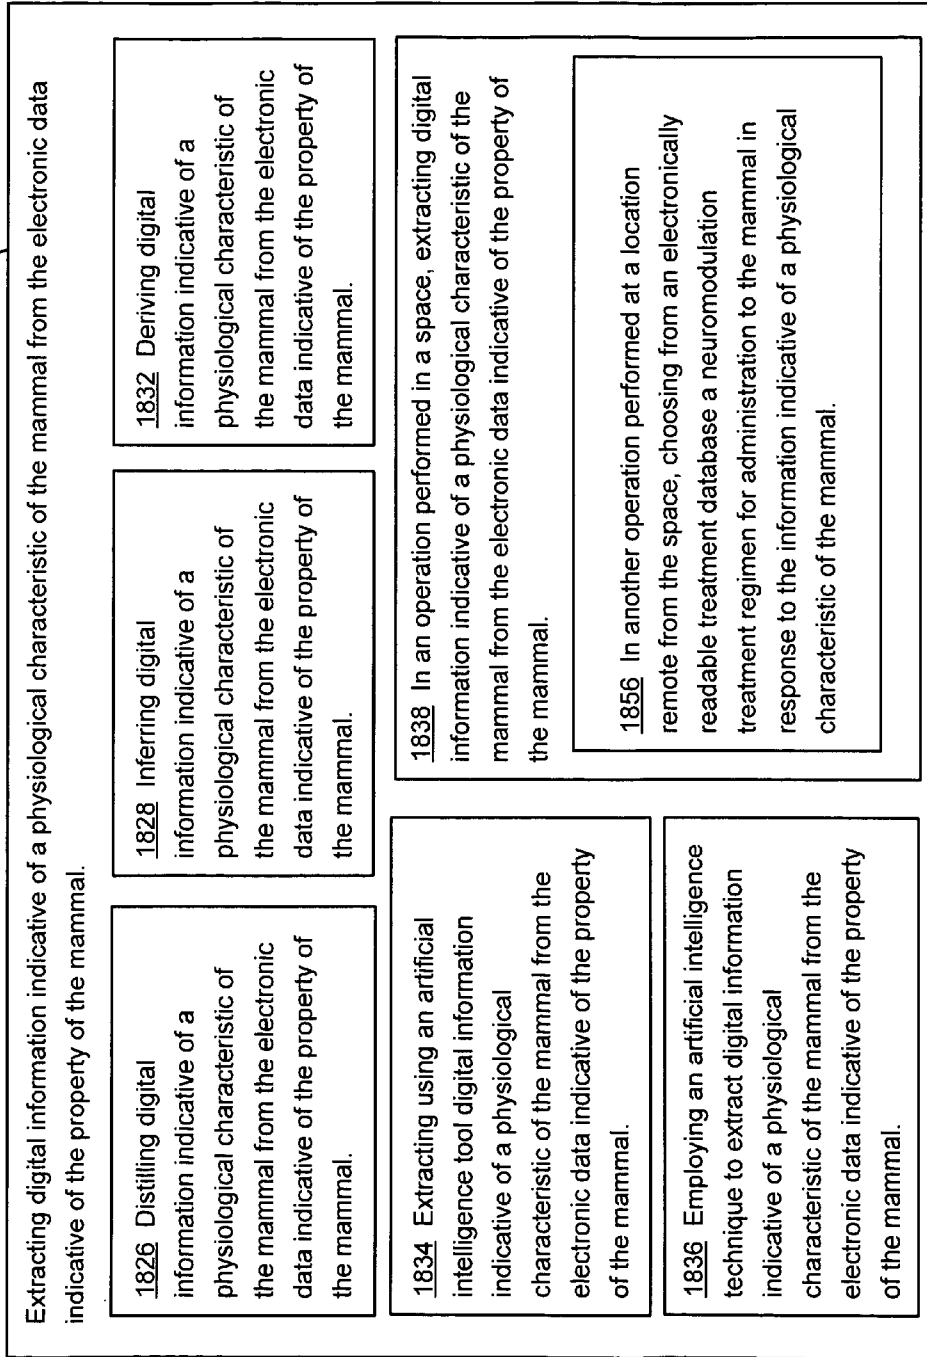 Extracting digital information indicative of a physiological characteristic of the mammal from the electronic data
indicative of the property of the mammal.
1826 Distilling digital
information indicative of a
physiological characteristic of
the mammal from the electronic
data indicative of the property of
the mammal.
1828 Inferring digital
information indicative of a
physiological characteristic of
the mammal from the electronic
data indicative of the property of
the mammal.
1832 Deriving digital
information indicative of a
physiological characteristic of
the mammal from the electronic
data indicative of the property of
the mammal.
1834 Extracting using an artificial
intelligence tool digital information
indicative of a physiological
characteristic of the mammal from the
electronic data indicative of the property
of the mammal.
1836 Employing an artificial intelligence
technique to extract digital information
indicative of a physiological
characteristic of the mammal from the
electronic data indicative of the property
of the mammal.
1838 In an operation performed in a space, extracting digital
information indicative of a physiological characteristic of the
mammal from the electronic data indicative of the property of
the mammal.
1856 In another operation performed at a location
remote from the space, choosing from an electronically
readable treatment database a neuromodulation
treatment regimen for administration to the mammal in
response to the information indicative of a physiological
characteristic of the mammal.